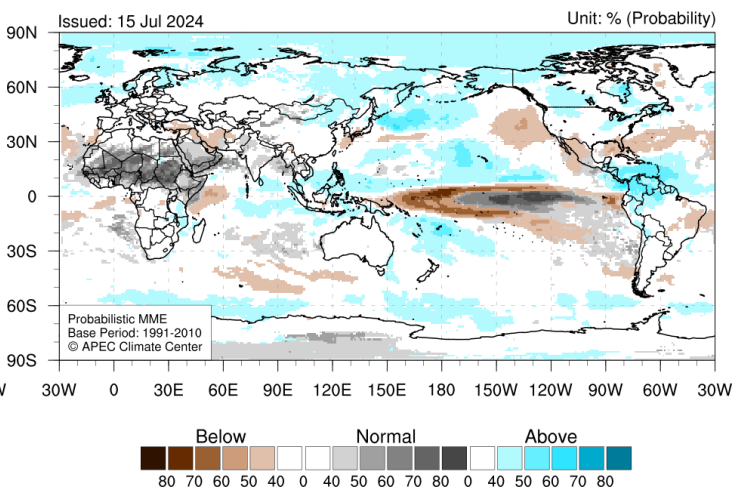 Issued: 15 Jul 2024
Unit: % (Probability)
90N
60N
30N
0
30S
60S
90S
Probabilistic MME
Base Period: 1991-2010
© APEC Climate Center
W 30W 0 30E 60E 90E 120E 150E 180 150W 120W 90W 60W 30W
Below Normal Above
80 70 60 50 40 0 40 50 60 70 80 0 40 50 60 70 80